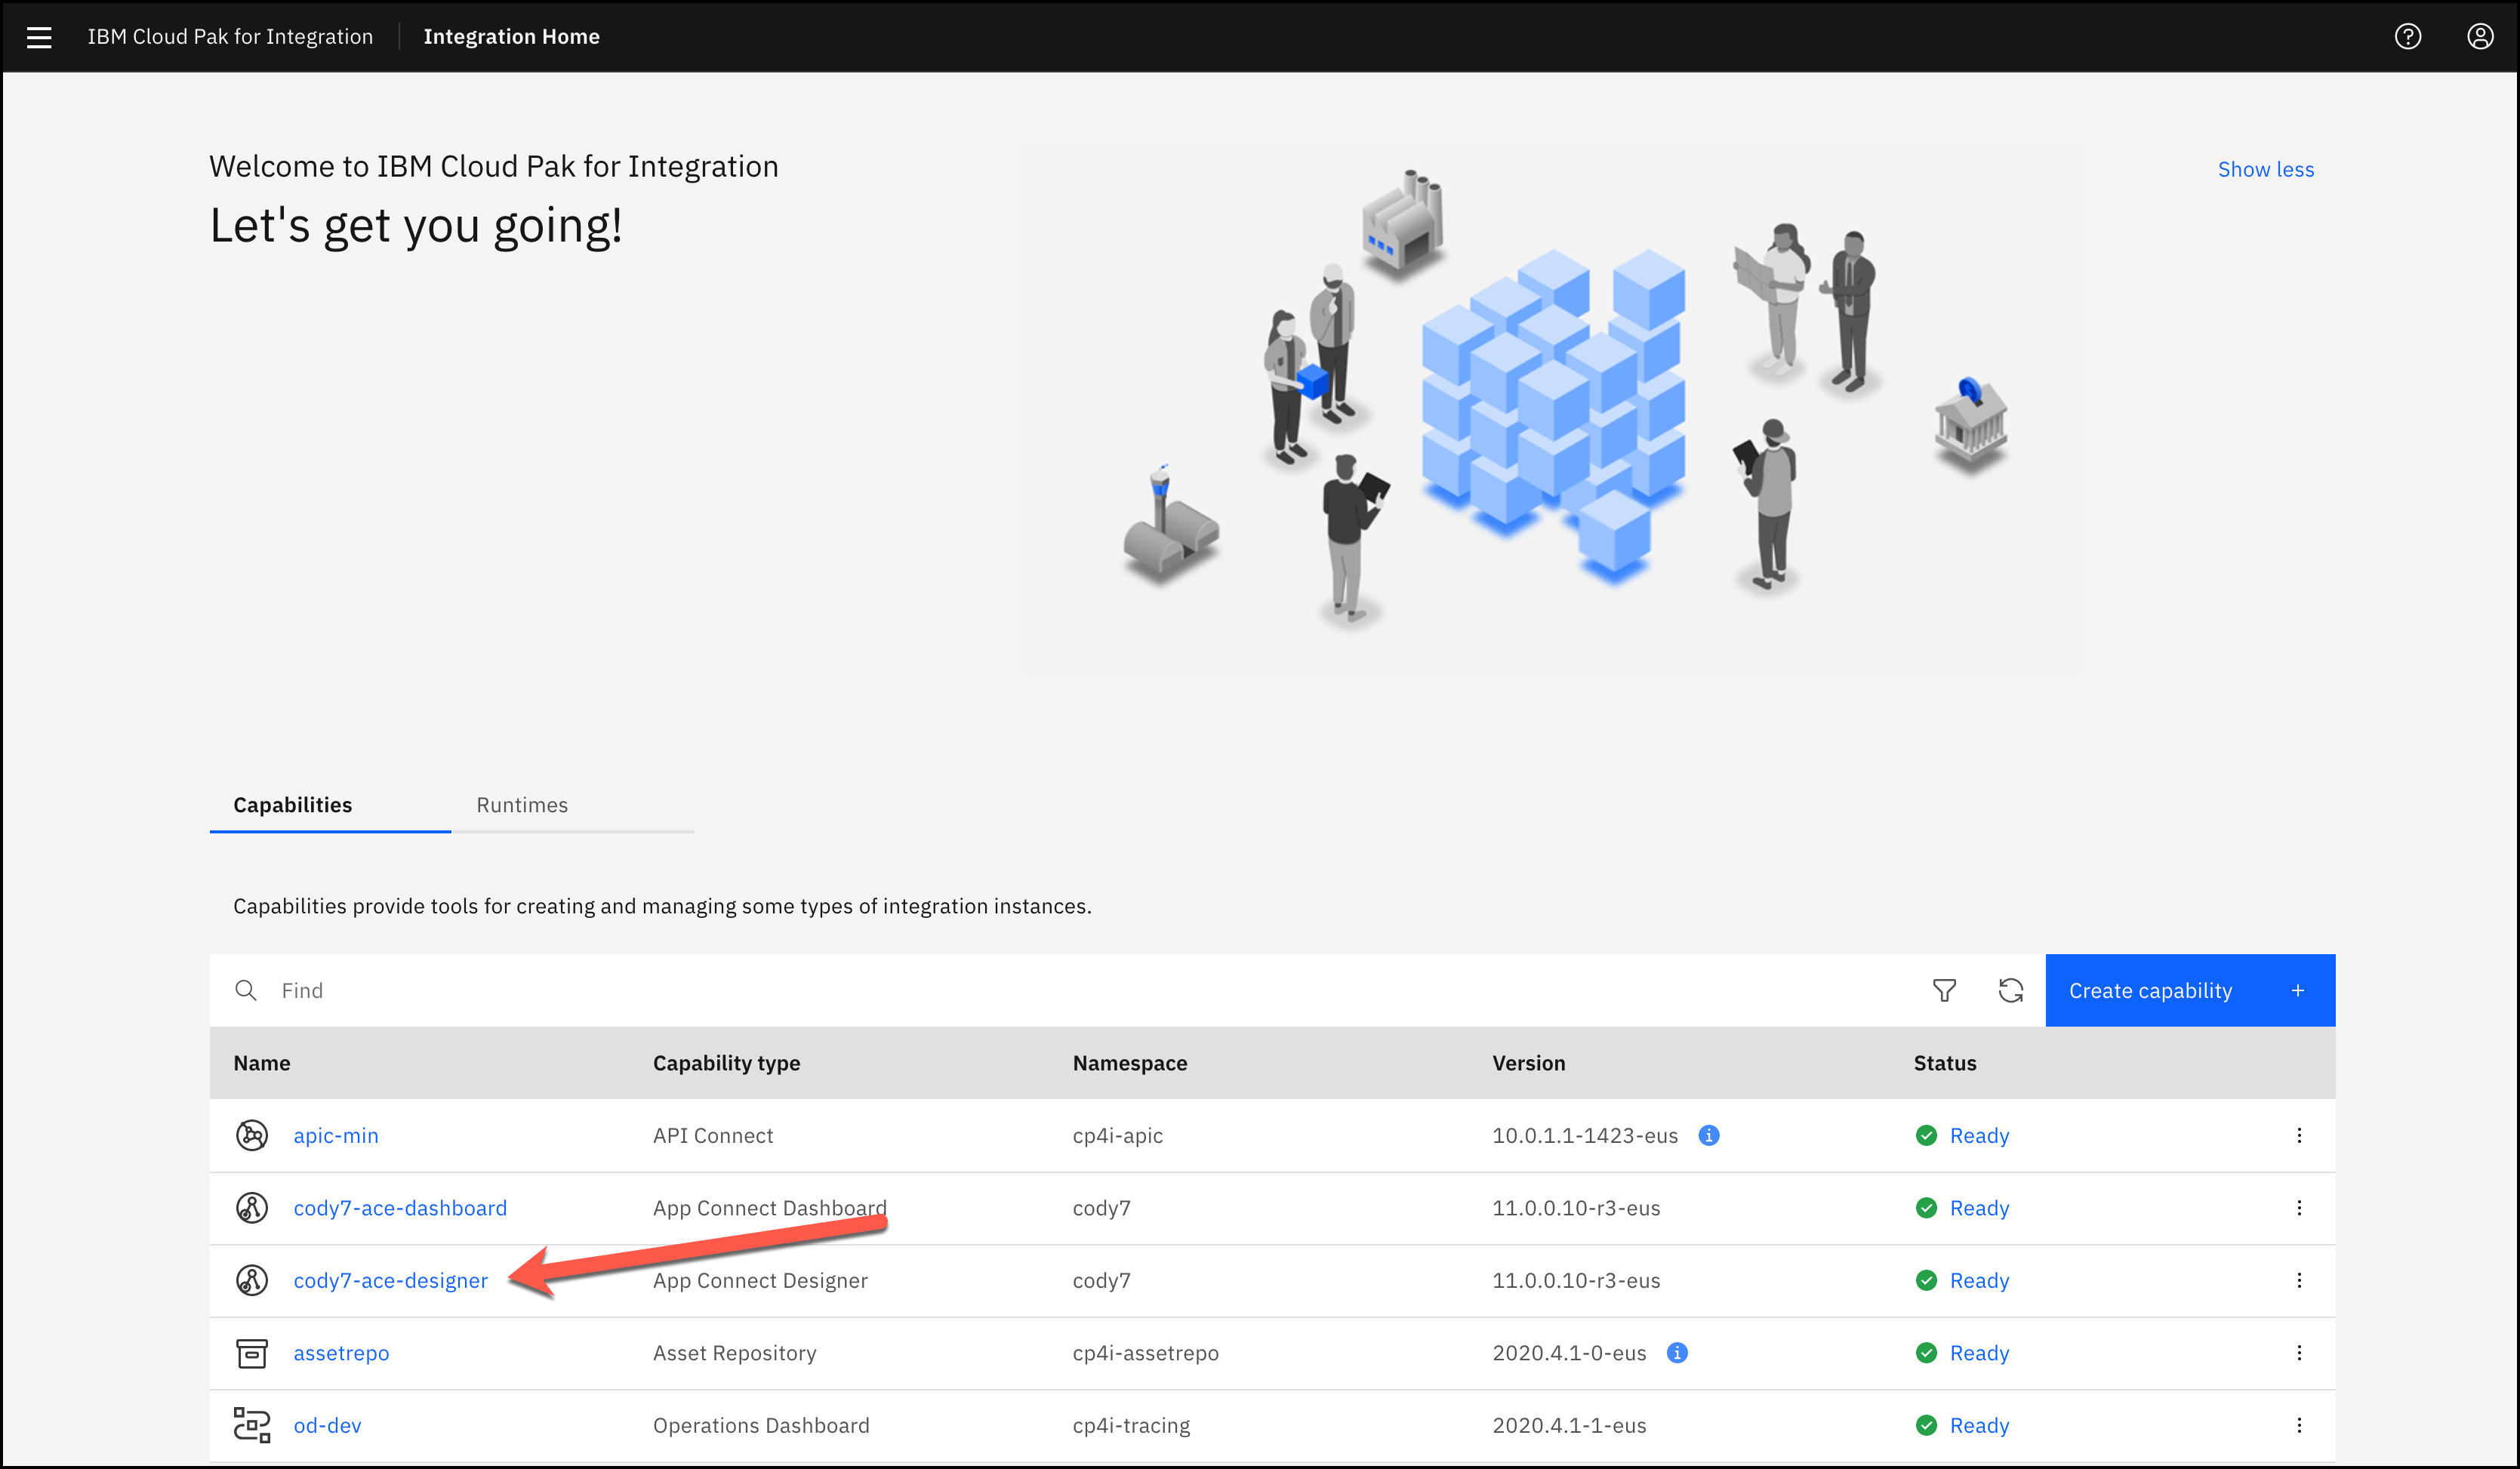 IBM Cloud Pak for Integration Integration Home
Welcome to IBM Cloud Pak for Integration
Show less
Let's get you going!
Capabilities Runtimes
Capabilities provide tools for creating and managing some types of integration instances.
Find Create capability +
Name Capability type Namespace Version Status
apic-min API Connect cp4i-apic 10.0.1.1-1423-eus Ready
cody7-ace-dashboard App Connect Dashboard cody7 11.0.0.10-r3-eus Ready
cody7-ace-designer App Connect Designer cody7 11.0.0.10-r3-eus Ready
assetrepo Asset Repository cp4i-assetrepo 2020.4.1-0-eus Ready
od-dev Operations Dashboard cp4i-tracing 2020.4.1-1-eus Ready